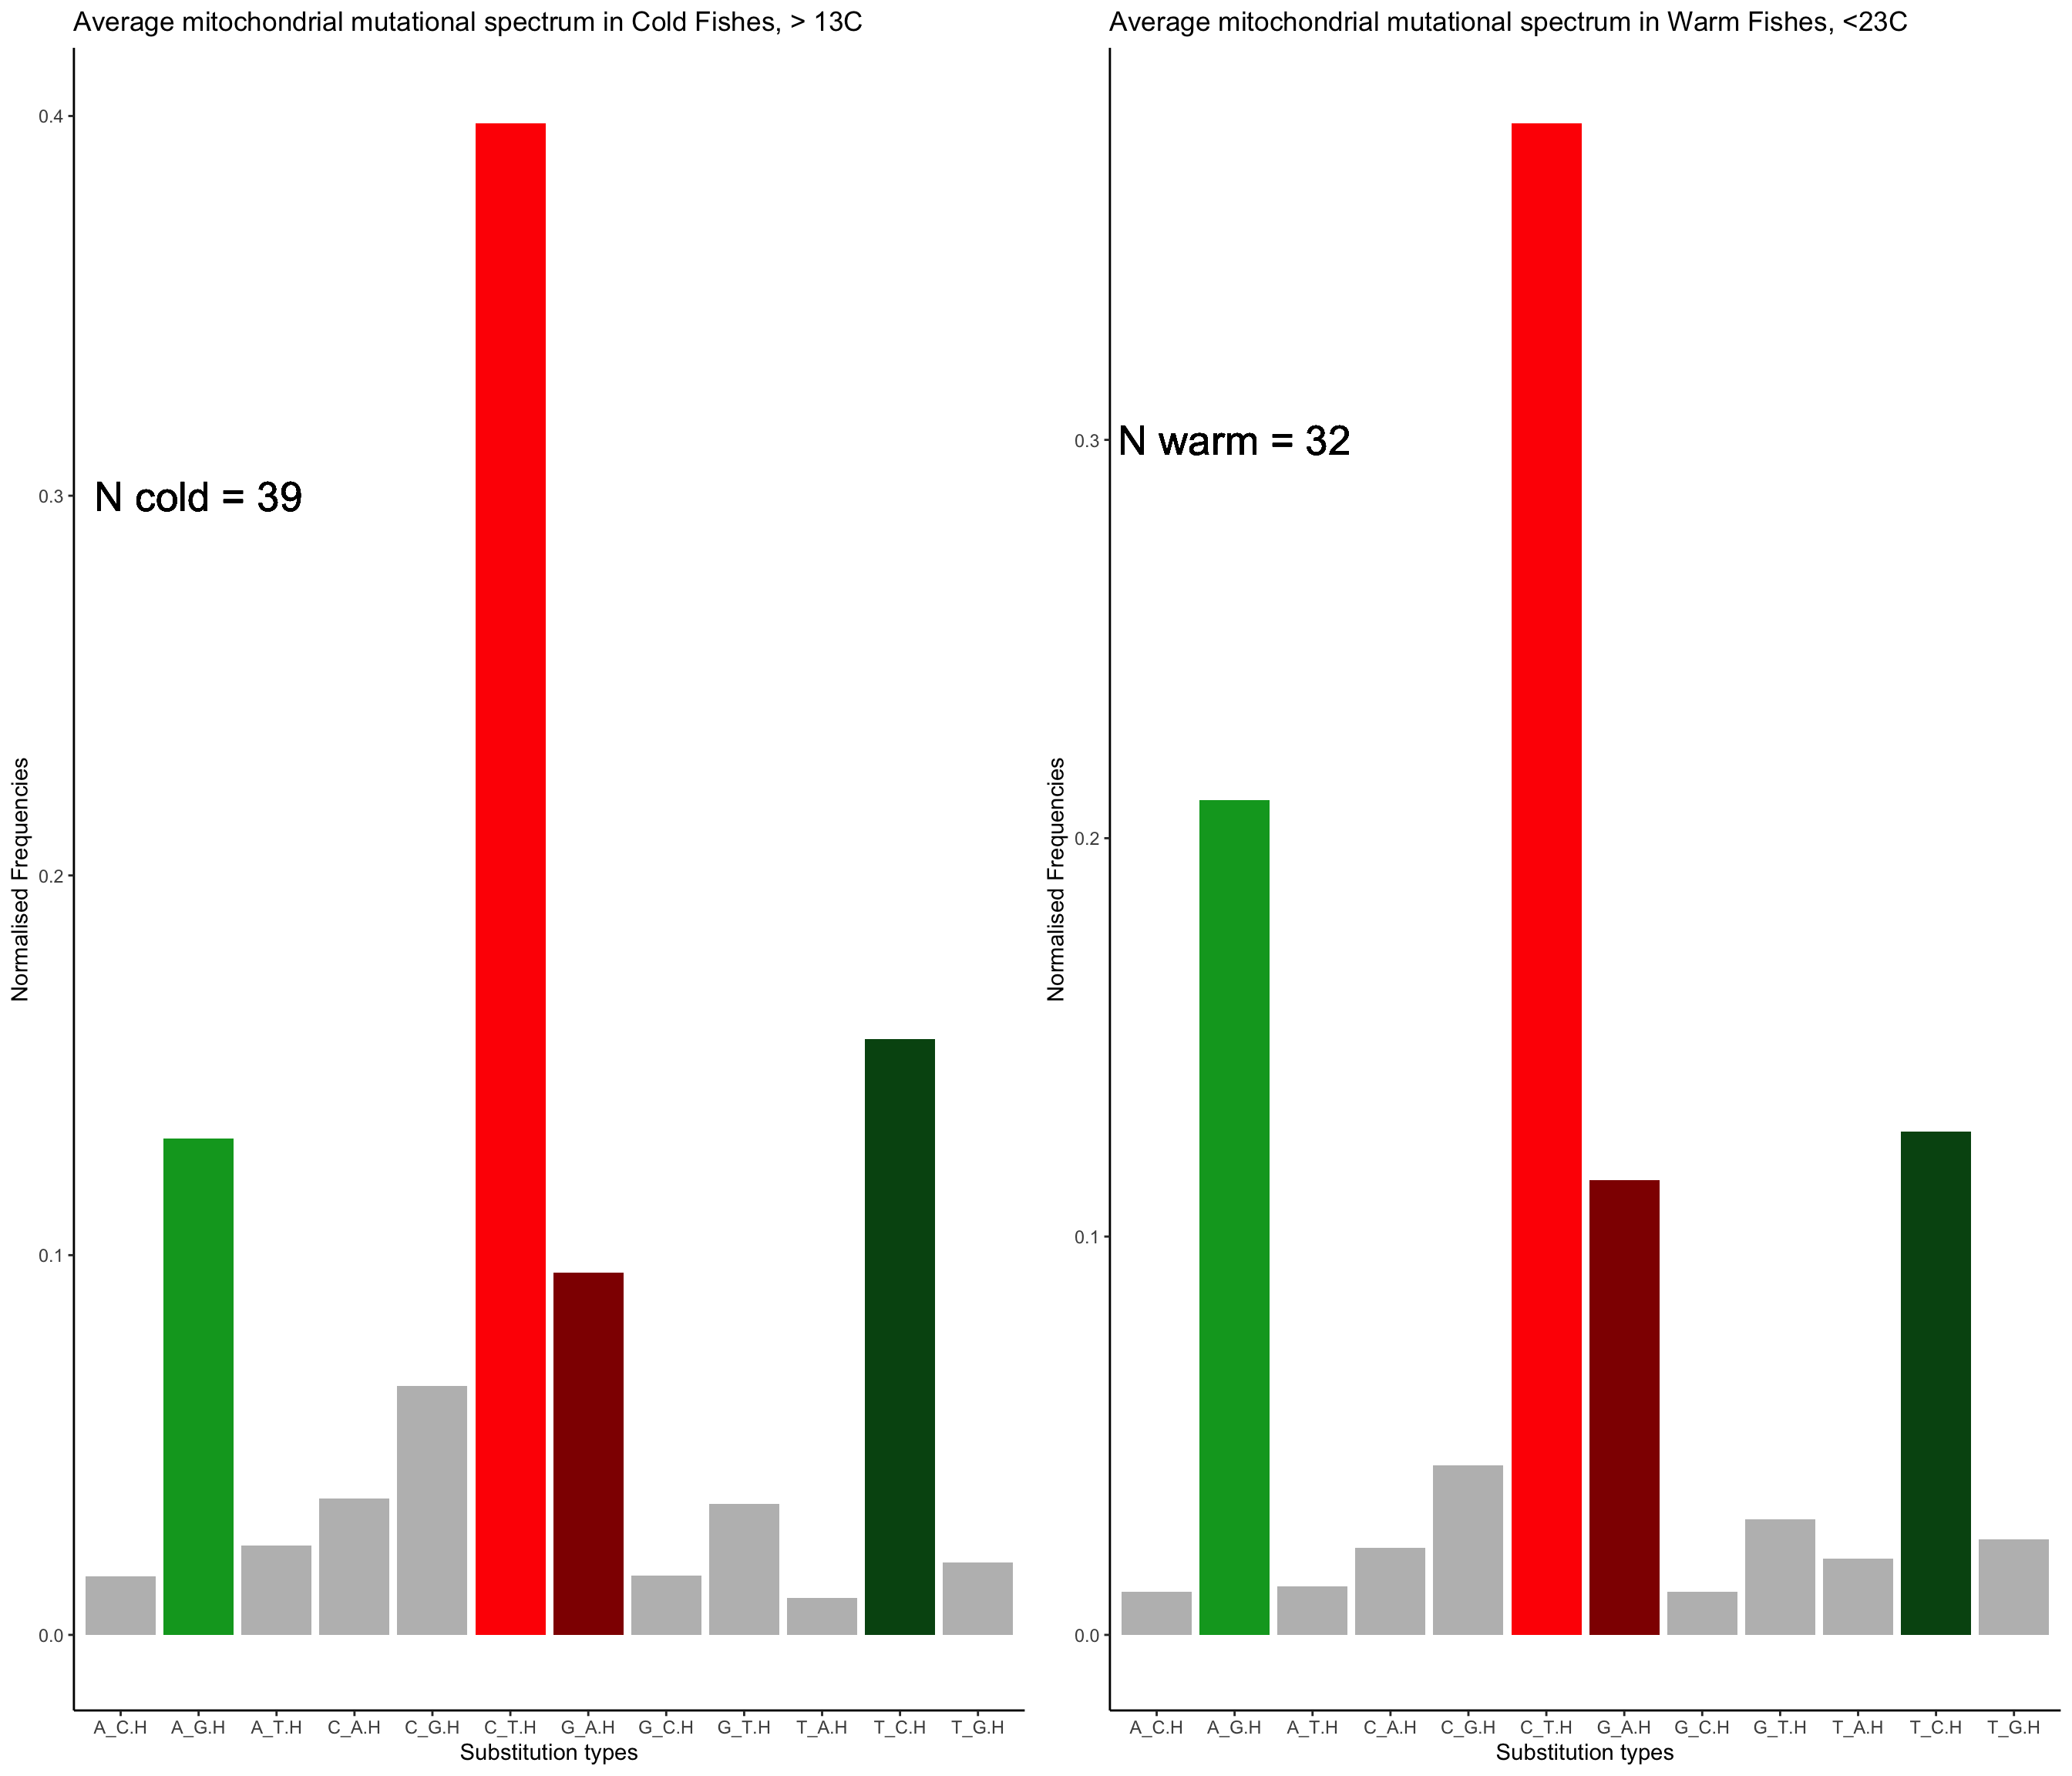 Average mitochondrial mutational spectrum in Cold Fishes, > 13C
Normalised Frequencies
0.4
0.3
0.2
0.1
0.0
N cold = 39
A_C.H A_G.H A_T.H C_A.H C_G.H C_T.H G_A.H G_C.H G_T.H T_A.H T_C.H T_G.H
Substitution types
Average mitochondrial mutational spectrum in Warm Fishes, <23C
Normalised Frequencies
0.3
0.2
0.1
0.0
N warm = 32
A_C.H A_G.H A_T.H C_A.H C_G.H C_T.H G_A.H G_C.H G_T.H T_A.H T_C.H T_G.H
Substitution types